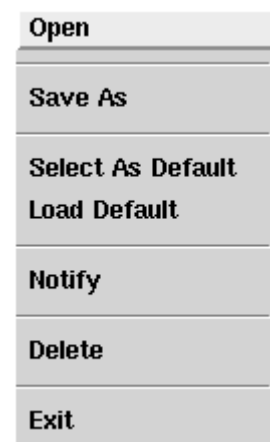 Open
Save As
Select As Default
Load Default
Notify
Delete
Exit